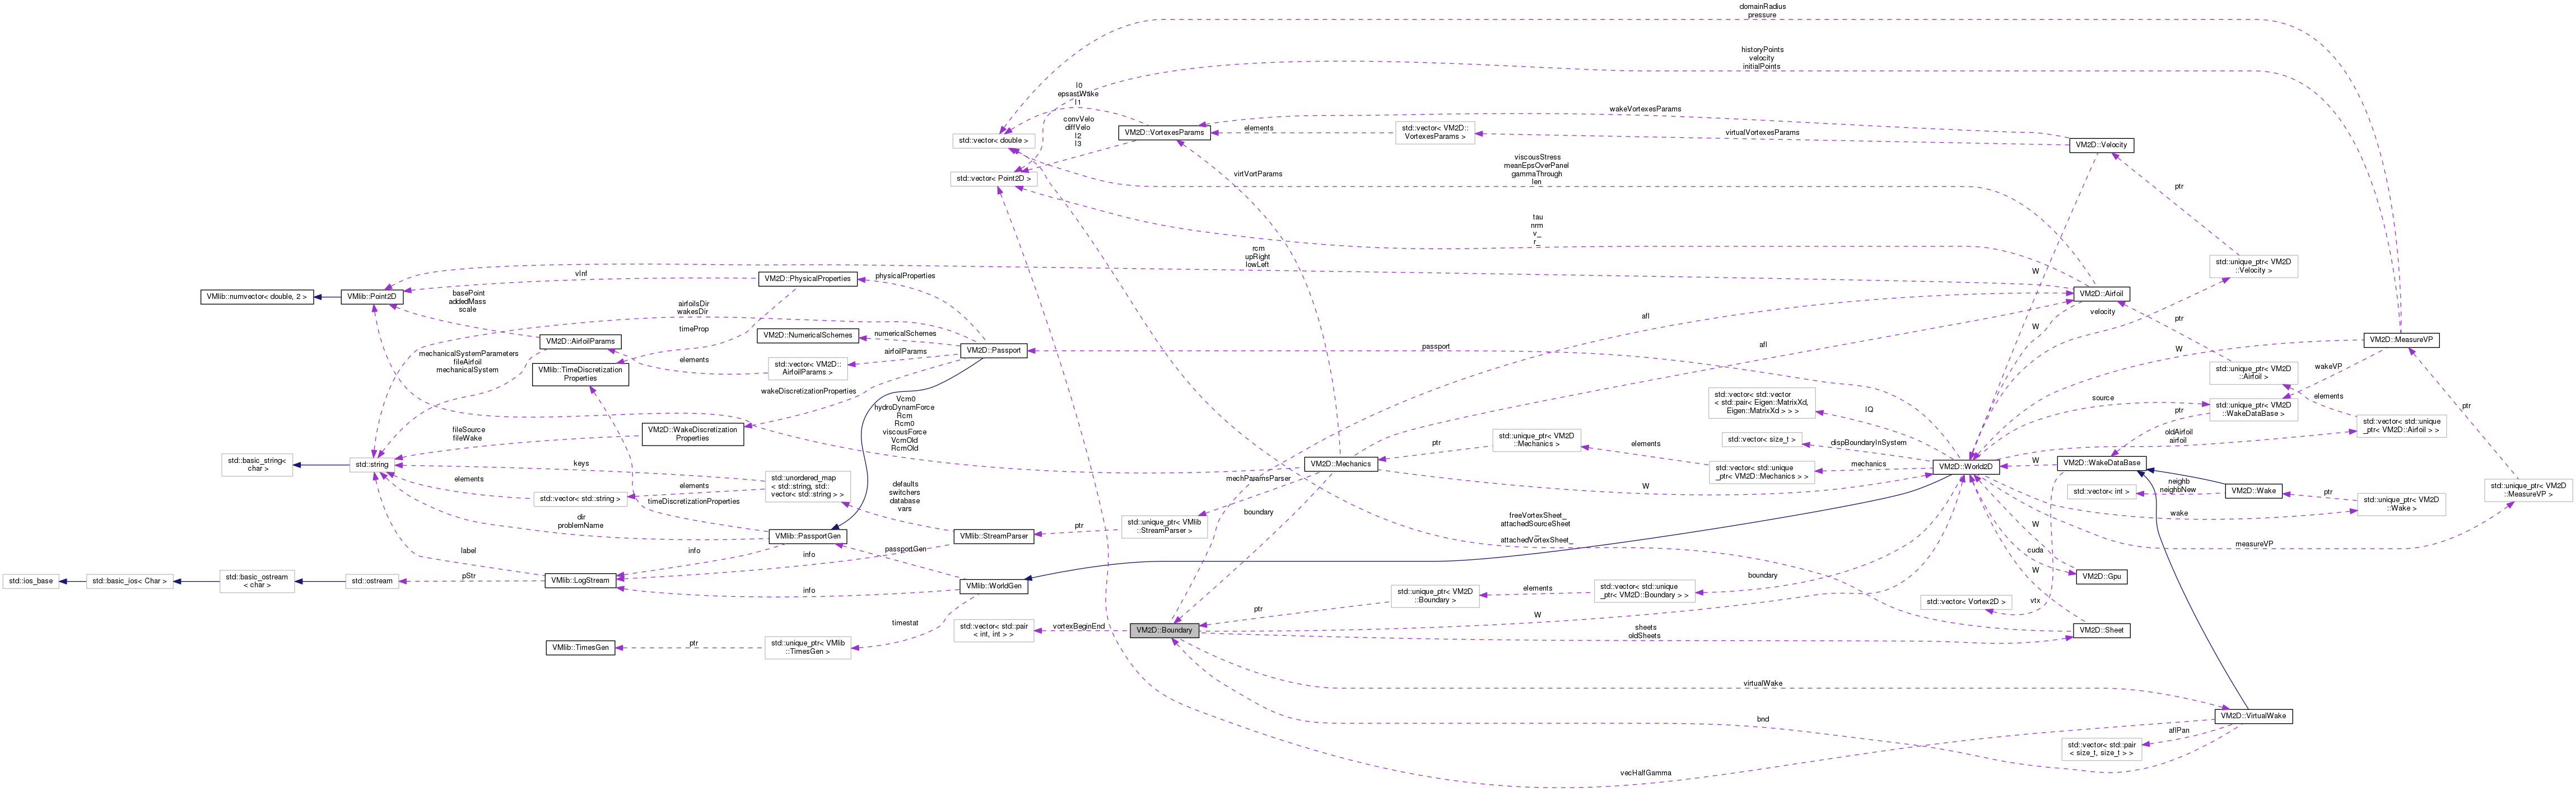 domainRadius
pressure
historyPoints
velocity
initialPoints
l0
epsastWake
l1
convVelo
diffVelo
l2
l3
wakeVortexesParams
std::vector< double >
VM2D::VortexesParams
elements
std::vector< VM2D::
VortexesParams >
virtualVortexesParams
VM2D::Velocity
std::vector< Point2D >
virtVortParams
viscousStress
meanEpsOverPanel
gammaThrough
len
ptr
tau
nrm
v_
r_
rcm
upRight
lowLeft
std::unique_ptr< VM2D
::Velocity >
W
vInf
VM2D::PhysicalProperties
physicalProperties
VMlib::numvector< double, 2 >
VMlib::Point2D
basePoint
addedMass
scale
airfoilsDir
wakesDir
VM2D::Airfoil
velocity
afl
ptr
W
timeProp
VM2D::NumericalSchemes
numericalSchemes
VM2D::AirfoilParams
VM2D::Passport
passport
afl
VM2D::MeasureVP
W
mechanicalSystemParameters
fileAirfoil
mechanicalSystem
VMlib::TimeDiscretization
Properties
elements
std::vector< VM2D::
AirfoilParams >
airfoilParams
std::unique_ptr< VM2D
::Airfoil >
wakeVP
wakeDiscretizationProperties
std::vector< std::vector
< std::pair< Eigen::MatrixXd,
Eigen::MatrixXd > > >
IQ
source
ptr
std::unique_ptr< VM2D
::WakeDataBase >
elements
ptr
Vcm0
hydroDynamForce
Rcm
Rcm0
viscousForce
VcmOld
RcmOld
fileSource
fileWake
VM2D::WakeDiscretization
Properties
std::unique_ptr< VM2D
::Mechanics >
ptr
elements
std::vector< size_t >
dispBoundaryInSystem
oldAirfoil
airfoil
std::vector< std::unique
_ptr< VM2D::Airfoil > >
std::basic_string<
char >
std::string
keys
VM2D::Mechanics
std::vector< std::unique
_ptr< VM2D::Mechanics > >
mechanics
VM2D::World2D
W
VM2D::WakeDataBase
elements
std::vector< std::string >
elements
std::unordered_map
< std::string, std::
vector< std::string > >
defaults
switchers
database
vars
mechParamsParser
W
std::vector< int >
neighb
neighbNew
VM2D::Wake
ptr
std::unique_ptr< VM2D
::Wake >
std::unique_ptr< VM2D
::MeasureVP >
timeDiscretizationProperties
dir
problemName
boundary
freeVortexSheet_
attachedSourceSheet
_
attachedVortexSheet_
wake
W
measureVP
ptr
std::unique_ptr< VMlib
::StreamParser >
VMlib::PassportGen
VMlib::StreamParser
label
info
info
passportGen
cuda
std::ios_base
std::basic_ios< Char >
std::basic_ostream
< char >
std::ostream
pStr
VMlib::LogStream
info
VMlib::WorldGen
boundary
W
VM2D::Gpu
std::unique_ptr< VM2D
::Boundary >
elements
std::vector< std::unique
_ptr< VM2D::Boundary > >
ptr
std::vector< Vortex2D >
vtx
timestat
std::vector< std::pair
< int, int > >
vortexBeginEnd
VM2D::Boundary
W
sheets
oldSheets
VM2D::Sheet
VMlib::TimesGen
ptr
std::unique_ptr< VMlib
::TimesGen >
virtualWake
bnd
VM2D::VirtualWake
aflPan
std::vector< std::pair
< size_t, size_t > >
vecHalfGamma